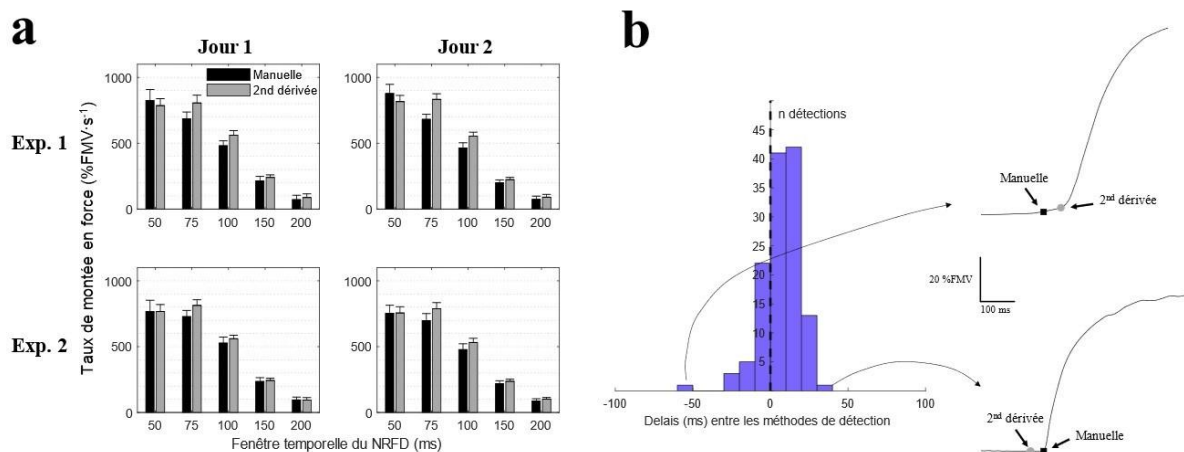 a
Jour 1
Jour 2
Exp. 1
Exp. 2
Taux de montée en force (%FMV·s⁻¹)
1000
500
0
Manuelle
2nd dérivée
50 75 100 150 200
1000
500
0
50 75 100 150 200
1000
500
0
50 75 100 150 200
1000
500
0
50 75 100 150 200
Fenêtre temporelle du NRFD (ms)
b
n détections
45
40
35
30
25
20
15
10
5
-100 -50 0 50 100
Delais (ms) entre les méthodes de détection
Manuelle
2nd dérivée
20 %FMV
100 ms
2nd dérivée
Manuelle